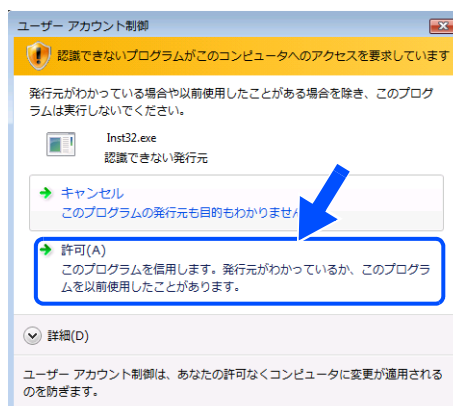 ユーザー アカウント制御
認識できないプログラムがこのコンピュータへのアクセスを要求しています
発行元がわかっている場合や以前使用したことがある場合を除き、このプログ
ラムは実行しないでください。
Inst32.exe
認識できない発行元
キャンセル
このプログラムの発行元も目的もわかりません
許可(A)
このプログラムを信用します。発行元がわかっているか、このプログラ
ムを以前使用したことがあります。
詳細(D)
ユーザー アカウント制御は、あなたの許可なくコンピュータに変更が適用される
のを防ぎます。